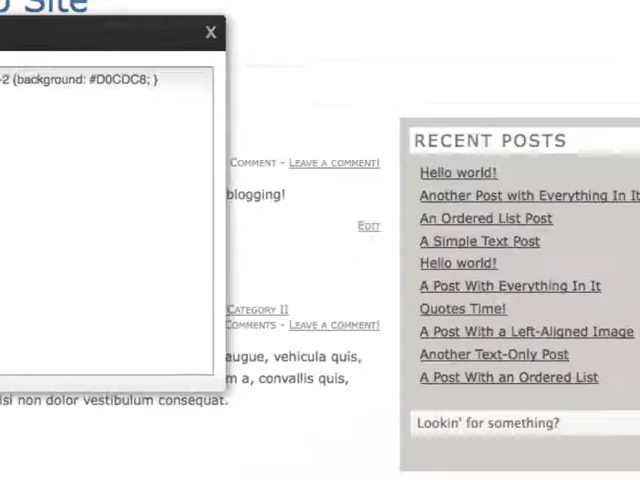 Site
X
-2 {background: #D0CDC8; }
COMMENT - LEAVE A COMMENT!
blogging!
EDIT
CATEGORY II
COMMENTS - LEAVE A COMMENT!
augue, vehicula quis,
m a, convallis quis,
isi non dolor vestibulum consequat.
RECENT POSTS
Hello world!
Another Post with Everything In It
An Ordered List Post
A Simple Text Post
Hello world!
A Post With Everything In It
Quotes Time!
A Post With a Left-Aligned Image
Another Text-Only Post
A Post With an Ordered List
Lookin' for something?